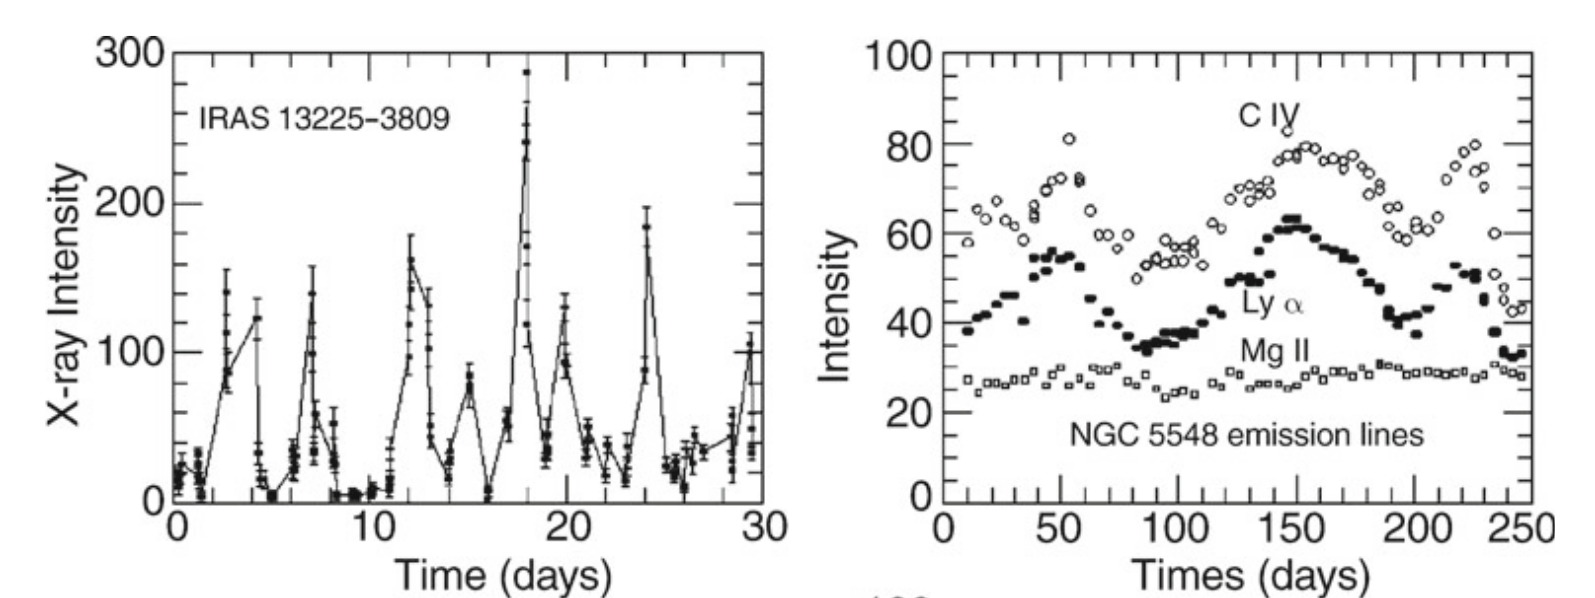 300
200
100
0
0
10
20
30
X-ray Intensity
IRAS 13225-3809
Time (days)
100
80
60
40
20
0
0
50
100
150
200
250
Intensity
C IV
Ly α
Mg II
NGC 5548 emission lines
Times (days)